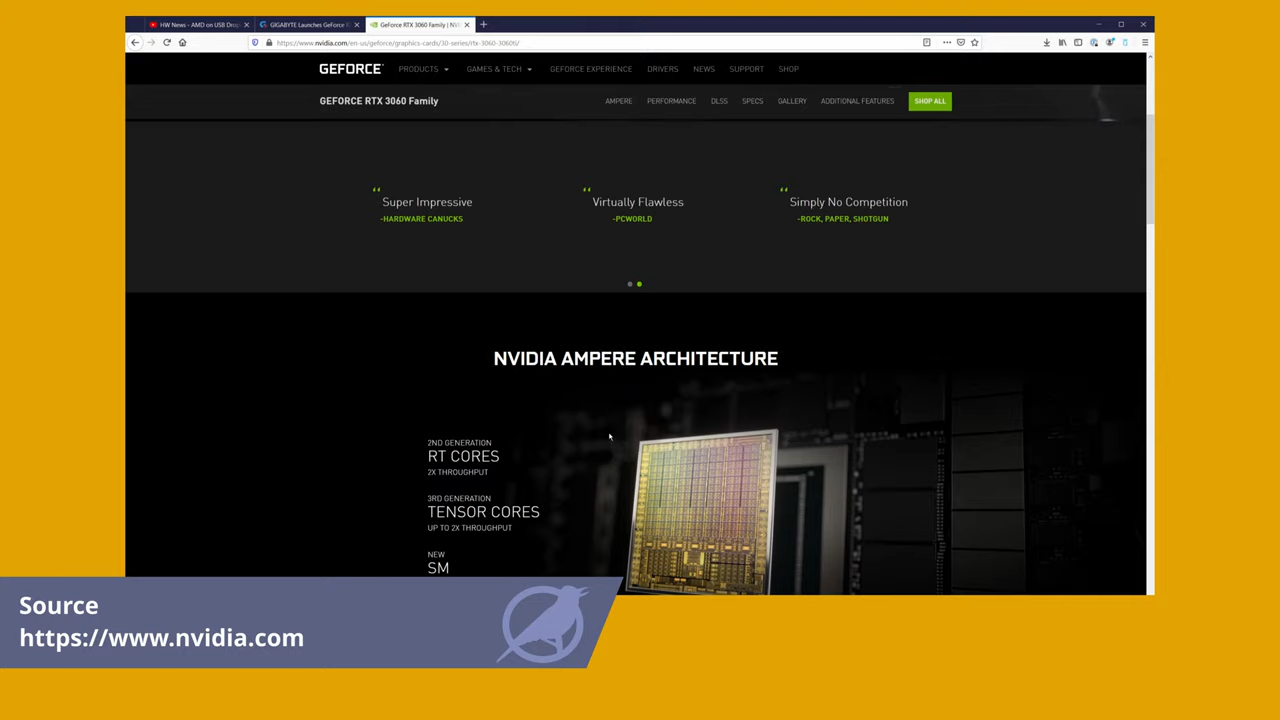 HW News - AMD on USB Drop
GIGABYTE Launches GeForce R
GeForce RTX 3060 Family | NVI
https://www.nvidia.com/en-us/geforce/graphics-cards/30-series/rtx-3060-3060ti/
GEFORCE
PRODUCTS
GAMES & TECH
GEFORCE EXPERIENCE
DRIVERS
NEWS
SUPPORT
SHOP
GEFORCE RTX 3060 Family
AMPERE
PERFORMANCE
DLSS
SPECS
GALLERY
ADDITIONAL FEATURES
SHOP ALL
“ Super Impressive
-HARDWARE CANUCKS
“ Virtually Flawless
-PCWORLD
“ Simply No Competition
-ROCK, PAPER, SHOTGUN
NVIDIA AMPERE ARCHITECTURE
2ND GENERATION
RT CORES
2X THROUGHPUT
3RD GENERATION
TENSOR CORES
UP TO 2X THROUGHPUT
NEW
SM
Source
https://www.nvidia.com